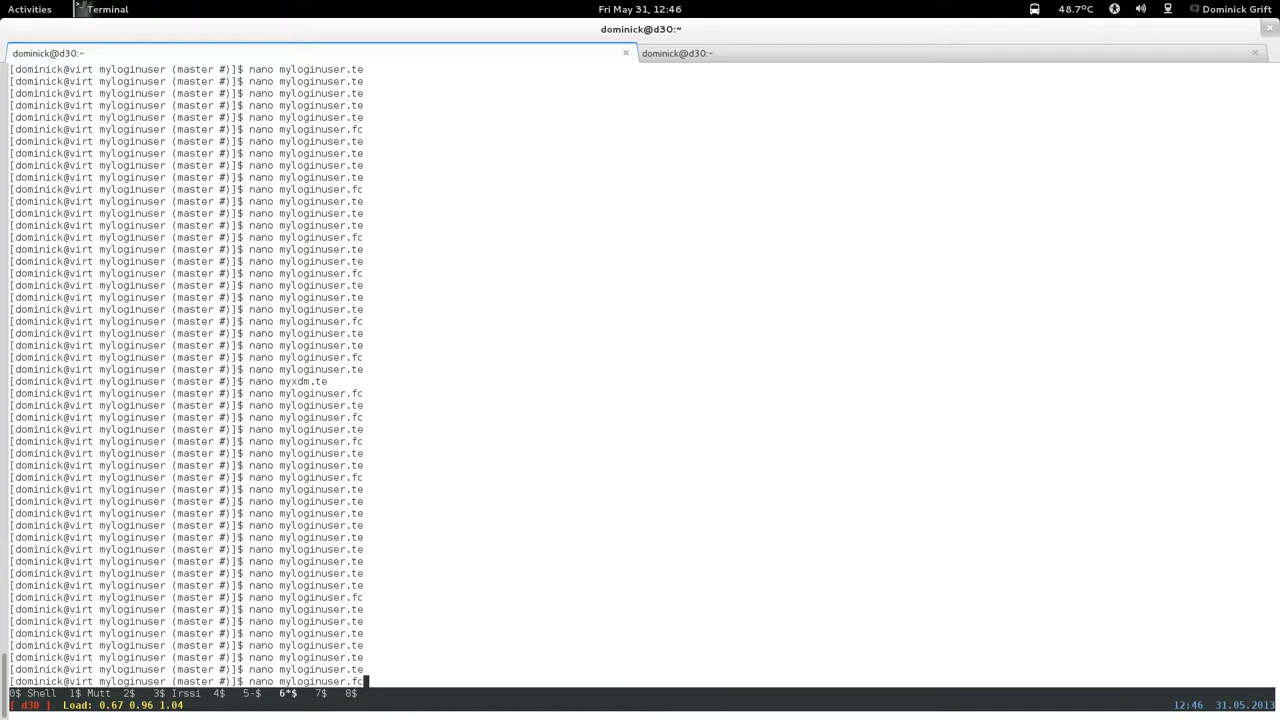 Activities Terminal Fri May 31, 12:46 48.7°C Dominick Grift
dominick@d30:~
dominick@d30:~ × dominick@d30:~ ×
[dominick@virt myloginuser (master #)]$ nano myloginuser.te
[dominick@virt myloginuser (master #)]$ nano myloginuser.te
[dominick@virt myloginuser (master #)]$ nano myloginuser.te
[dominick@virt myloginuser (master #)]$ nano myloginuser.te
[dominick@virt myloginuser (master #)]$ nano myloginuser.te
[dominick@virt myloginuser (master #)]$ nano myloginuser.fc
[dominick@virt myloginuser (master #)]$ nano myloginuser.te
[dominick@virt myloginuser (master #)]$ nano myloginuser.te
[dominick@virt myloginuser (master #)]$ nano myloginuser.te
[dominick@virt myloginuser (master #)]$ nano myloginuser.te
[dominick@virt myloginuser (master #)]$ nano myloginuser.fc
[dominick@virt myloginuser (master #)]$ nano myloginuser.te
[dominick@virt myloginuser (master #)]$ nano myloginuser.te
[dominick@virt myloginuser (master #)]$ nano myloginuser.te
[dominick@virt myloginuser (master #)]$ nano myloginuser.fc
[dominick@virt myloginuser (master #)]$ nano myloginuser.te
[dominick@virt myloginuser (master #)]$ nano myloginuser.te
[dominick@virt myloginuser (master #)]$ nano myloginuser.fc
[dominick@virt myloginuser (master #)]$ nano myloginuser.te
[dominick@virt myloginuser (master #)]$ nano myloginuser.te
[dominick@virt myloginuser (master #)]$ nano myloginuser.te
[dominick@virt myloginuser (master #)]$ nano myloginuser.fc
[dominick@virt myloginuser (master #)]$ nano myloginuser.te
[dominick@virt myloginuser (master #)]$ nano myloginuser.te
[dominick@virt myloginuser (master #)]$ nano myloginuser.fc
[dominick@virt myloginuser (master #)]$ nano myloginuser.te
[dominick@virt myloginuser (master #)]$ nano myxdm.te
[dominick@virt myloginuser (master #)]$ nano myloginuser.fc
[dominick@virt myloginuser (master #)]$ nano myloginuser.te
[dominick@virt myloginuser (master #)]$ nano myloginuser.fc
[dominick@virt myloginuser (master #)]$ nano myloginuser.te
[dominick@virt myloginuser (master #)]$ nano myloginuser.fc
[dominick@virt myloginuser (master #)]$ nano myloginuser.te
[dominick@virt myloginuser (master #)]$ nano myloginuser.te
[dominick@virt myloginuser (master #)]$ nano myloginuser.fc
[dominick@virt myloginuser (master #)]$ nano myloginuser.te
[dominick@virt myloginuser (master #)]$ nano myloginuser.te
[dominick@virt myloginuser (master #)]$ nano myloginuser.te
[dominick@virt myloginuser (master #)]$ nano myloginuser.te
[dominick@virt myloginuser (master #)]$ nano myloginuser.te
[dominick@virt myloginuser (master #)]$ nano myloginuser.te
[dominick@virt myloginuser (master #)]$ nano myloginuser.te
[dominick@virt myloginuser (master #)]$ nano myloginuser.te
[dominick@virt myloginuser (master #)]$ nano myloginuser.te
[dominick@virt myloginuser (master #)]$ nano myloginuser.fc
[dominick@virt myloginuser (master #)]$ nano myloginuser.te
[dominick@virt myloginuser (master #)]$ nano myloginuser.te
[dominick@virt myloginuser (master #)]$ nano myloginuser.te
[dominick@virt myloginuser (master #)]$ nano myloginuser.te
[dominick@virt myloginuser (master #)]$ nano myloginuser.te
[dominick@virt myloginuser (master #)]$ nano myloginuser.te
[dominick@virt myloginuser (master #)]$ nano myloginuser.fc
0$ Shell 1$ Mutt 2$ 3$ Irssi 4$ 5-$ 6*$ 7$ 8$
[ d30 ] Load: 0.67 0.96 1.04 12:46 31.05.2013